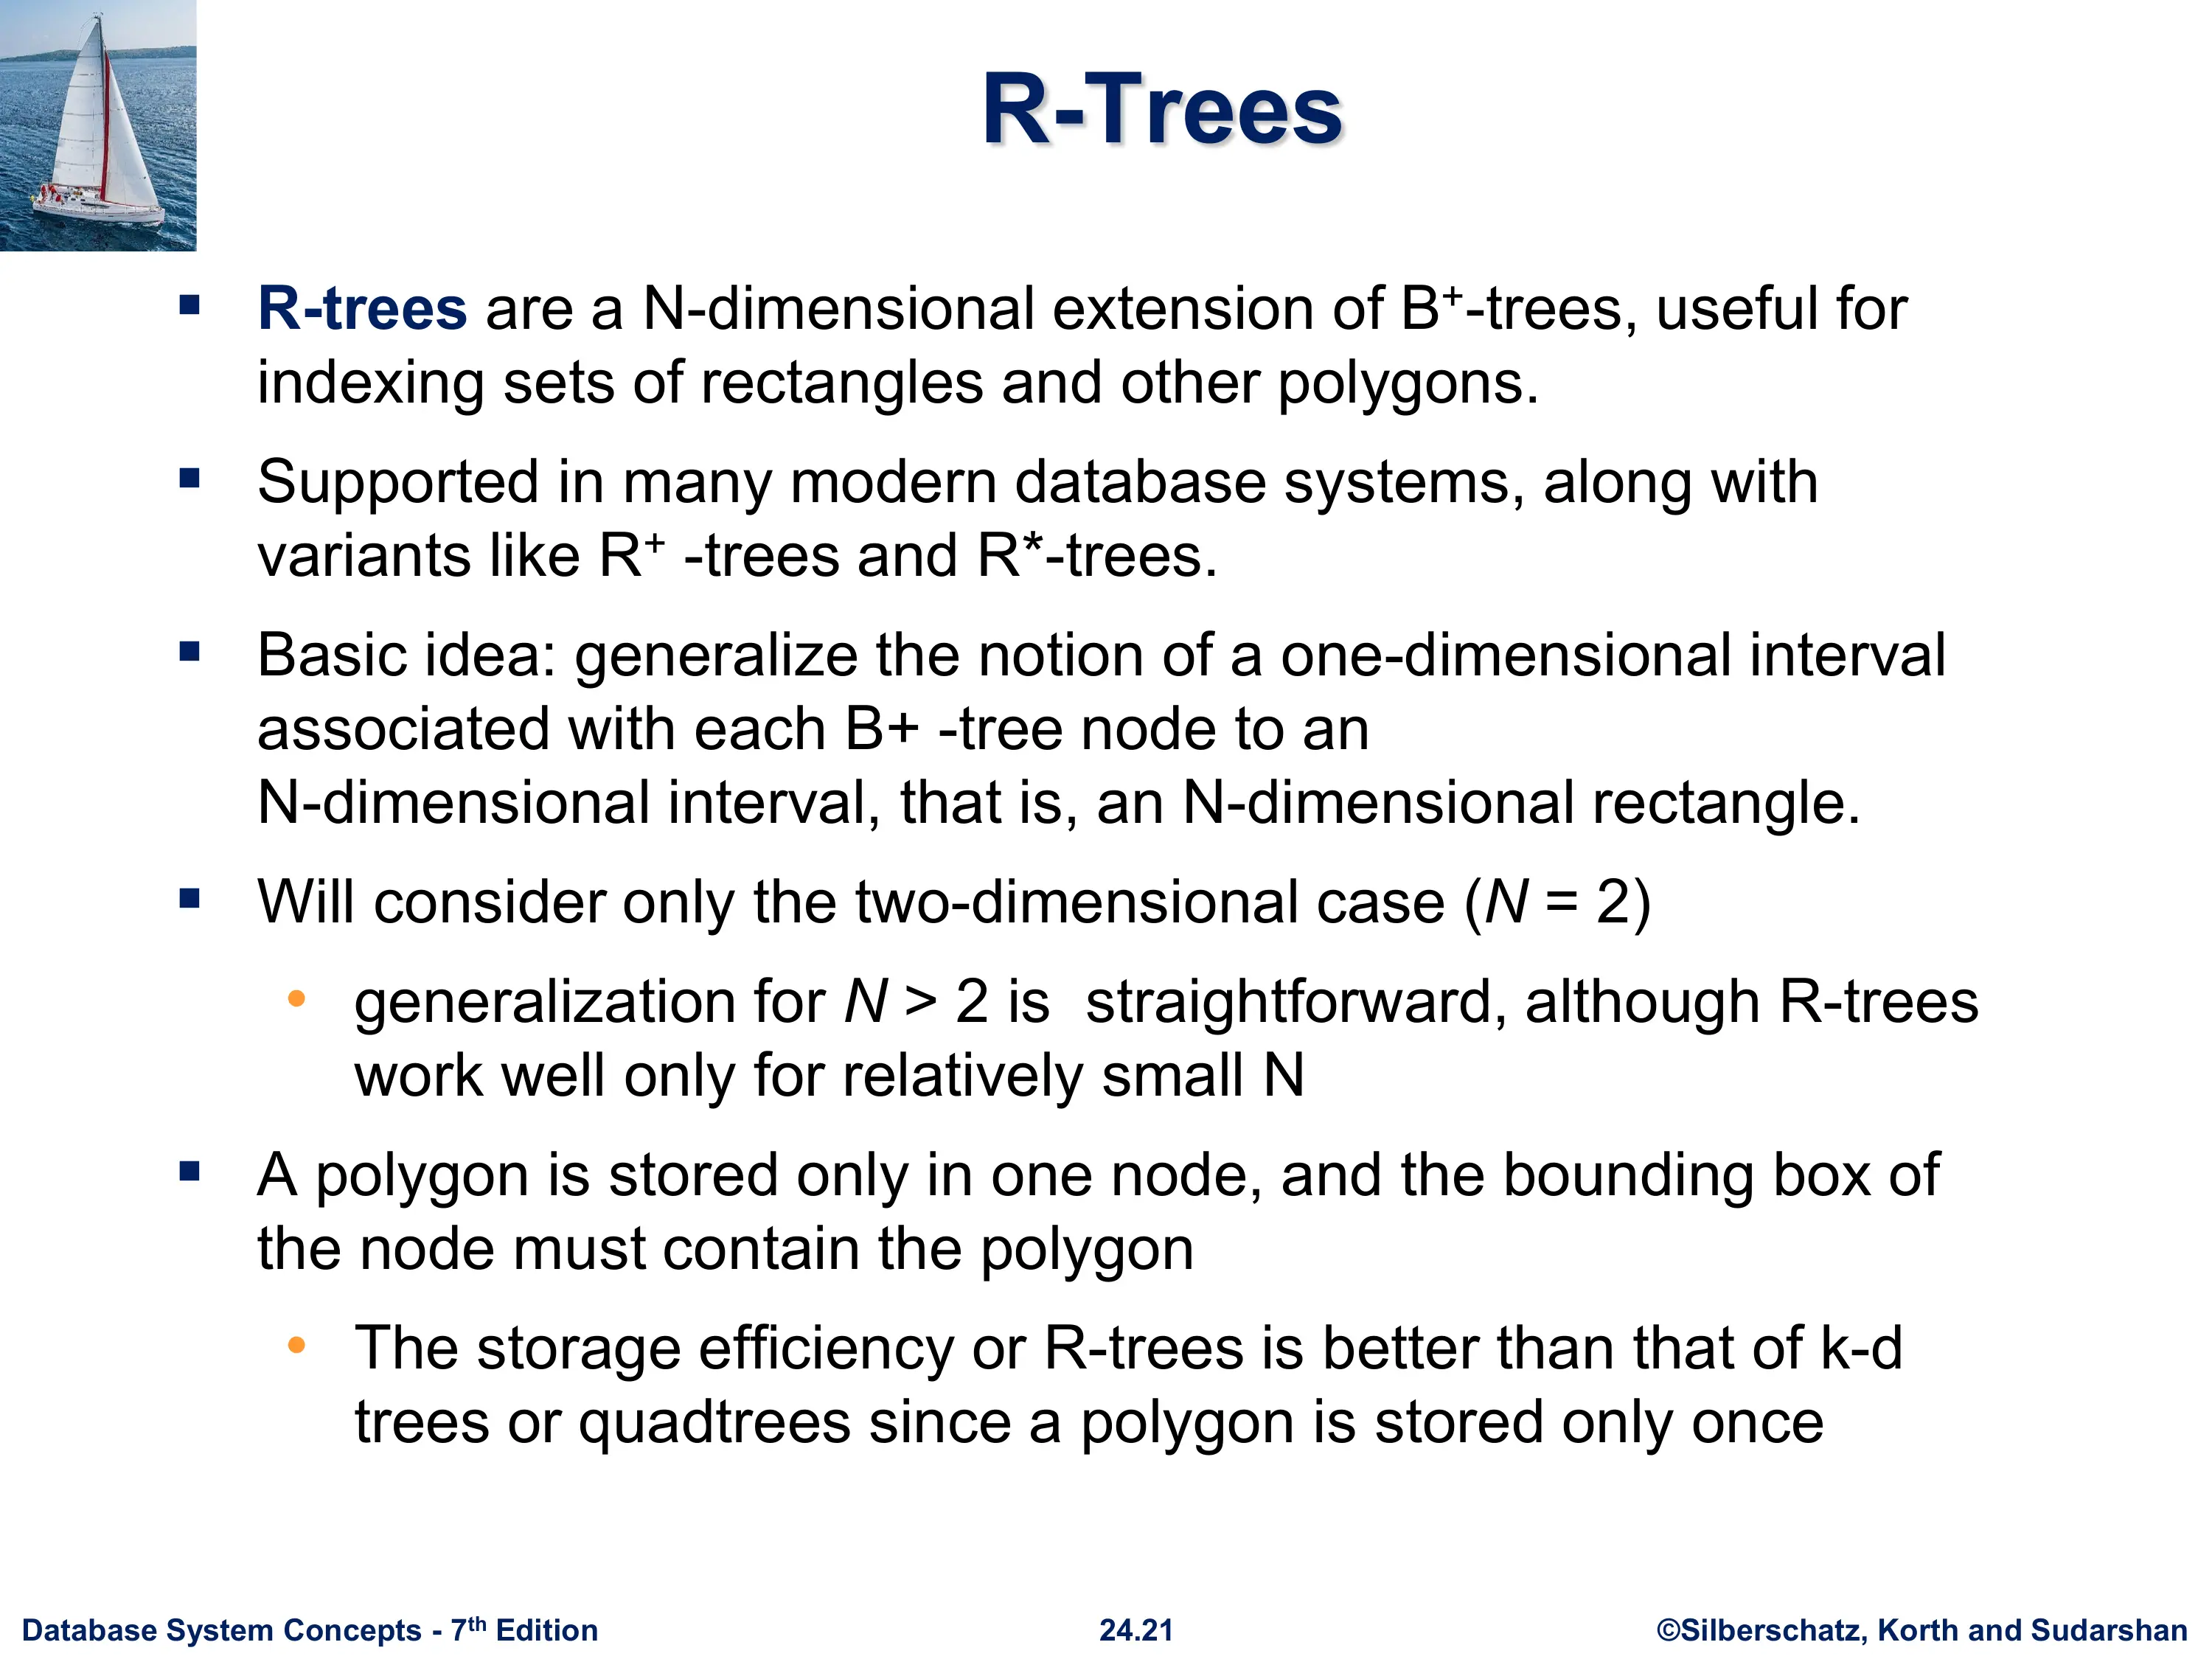 R-Trees
▪ R-trees are a N-dimensional extension of B⁺-trees, useful for
indexing sets of rectangles and other polygons.
▪ Supported in many modern database systems, along with
variants like R⁺ -trees and R*-trees.
▪ Basic idea: generalize the notion of a one-dimensional interval
associated with each B+ -tree node to an
N-dimensional interval, that is, an N-dimensional rectangle.
▪ Will consider only the two-dimensional case (N = 2)
• generalization for N > 2 is  straightforward, although R-trees
work well only for relatively small N
▪ A polygon is stored only in one node, and the bounding box of
the node must contain the polygon
• The storage efficiency or R-trees is better than that of k-d
trees or quadtrees since a polygon is stored only once
Database System Concepts - 7th Edition
24.21
©Silberschatz, Korth and Sudarshan